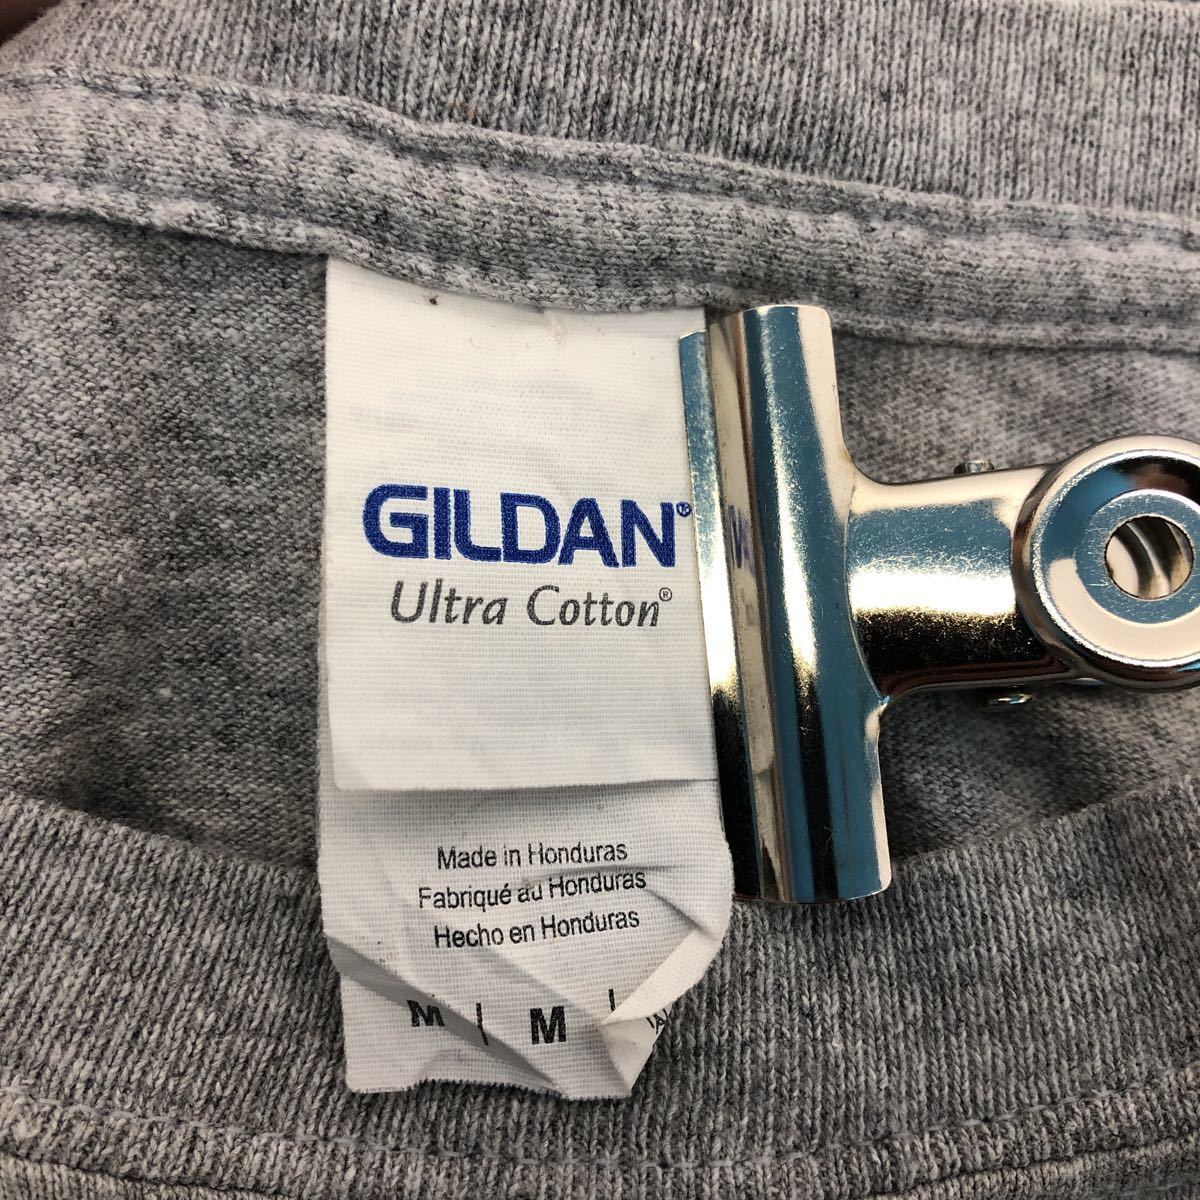 GILDAN®
Ultra Cotton®
Made in Honduras
Fabriqué au Honduras
Hecho en Honduras
M | M |